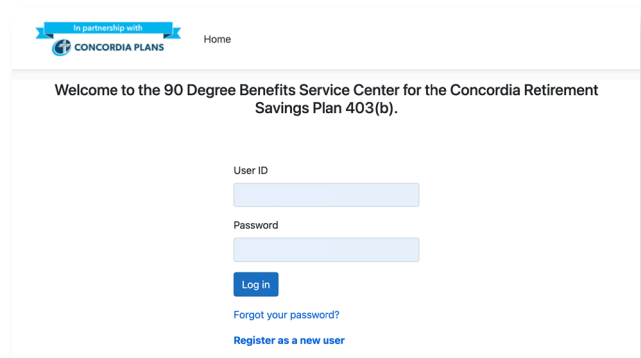 In partnership with
CONCORDIA PLANS
Home
Welcome to the 90 Degree Benefits Service Center for the Concordia Retirement
Savings Plan 403(b).
User ID
Password
Log in
Forgot your password?
Register as a new user